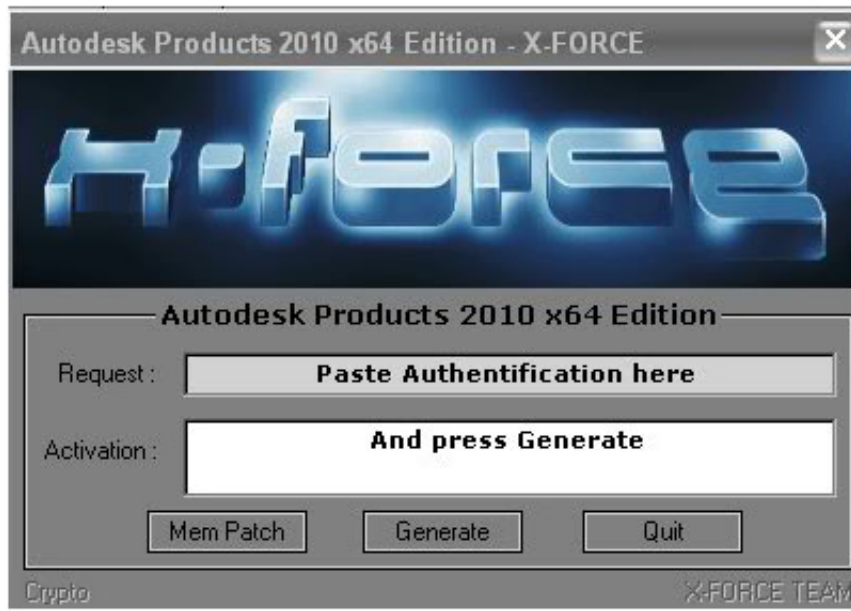 Autodesk Products 2010 x64 Edition - X-FORCE
x-force
Autodesk Products 2010 x64 Edition
Request : Paste Authentification here
Activation : And press Generate
Mem Patch Generate Quit
Crypto X-FORCE TEAM